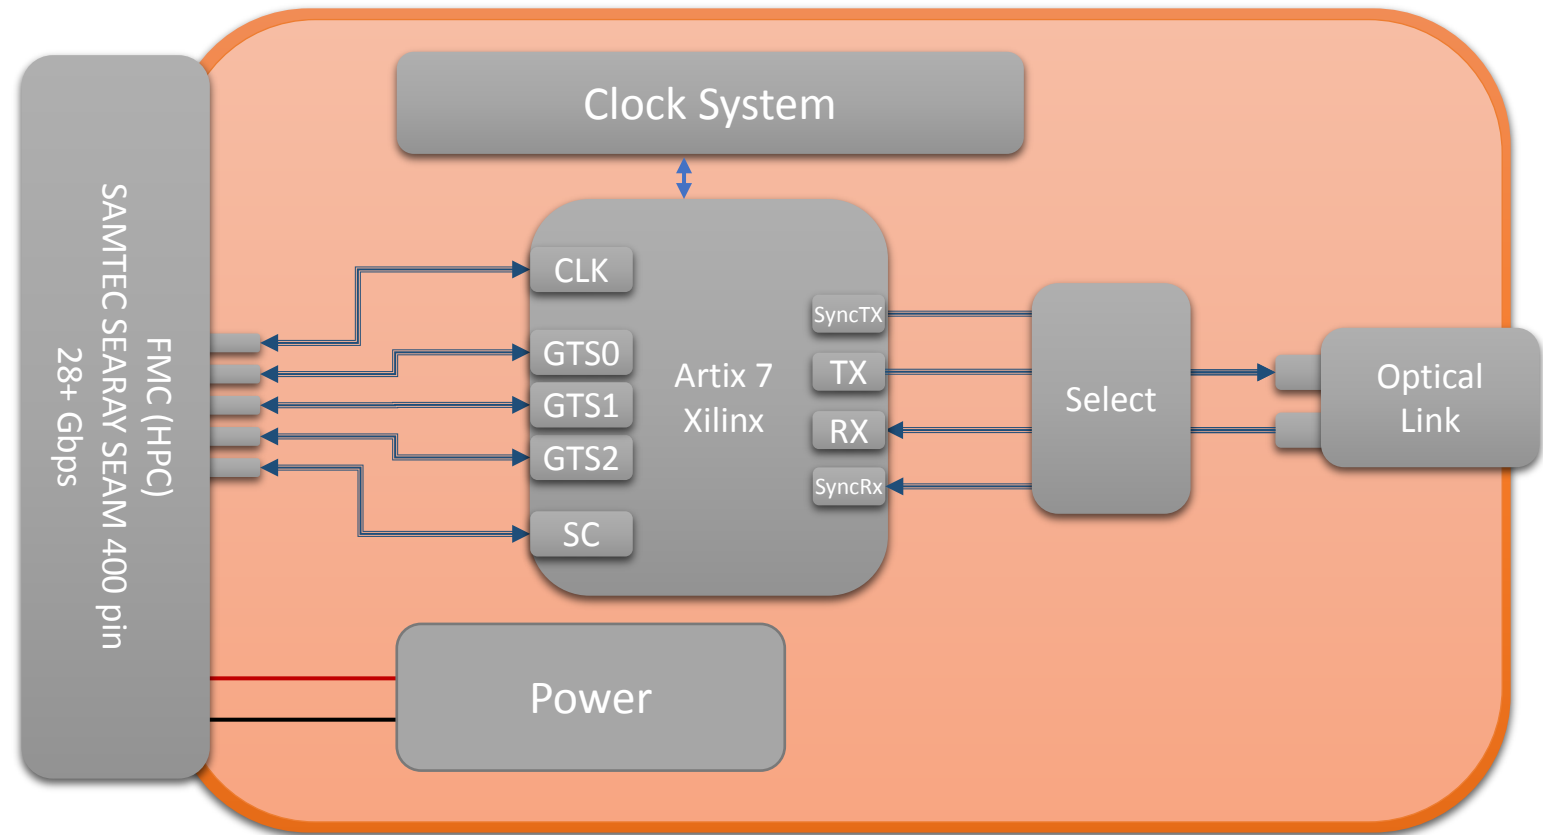 Clock System
FMC (HPC)
SAMTEC SEARAY SEAM 400 pin
28+ Gbps
CLK
GTS0
GTS1
GTS2
SC
Artix 7
Xilinx
SyncTX
TX
RX
SyncRx
Select
Optical
Link
Power